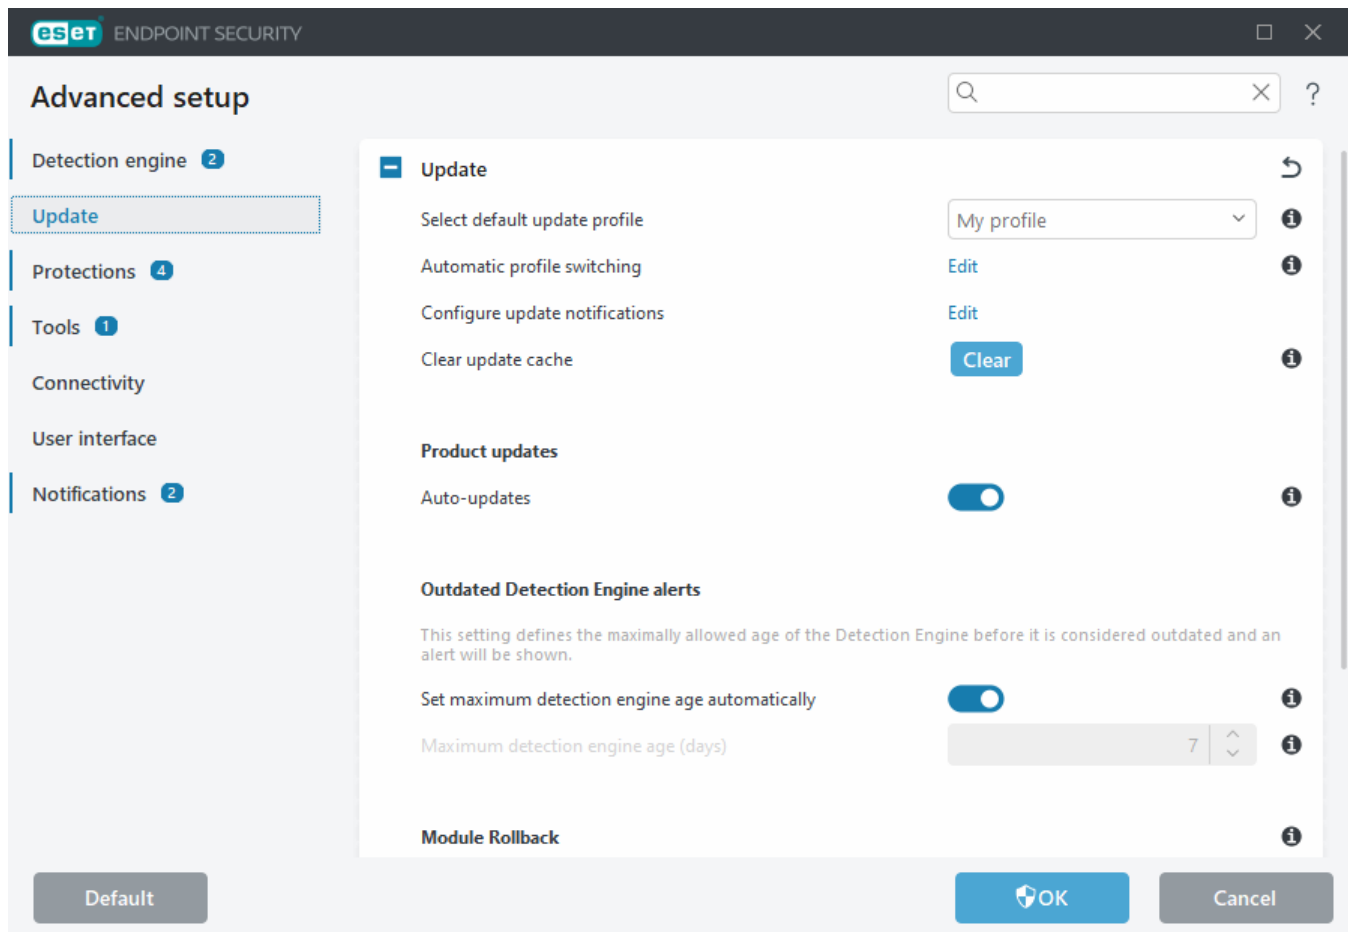 eset ENDPOINT SECURITY
Advanced setup
?
Detection engine 2
Update
Protections 4
Tools 1
Connectivity
User interface
Notifications 2
Update
Select default update profile My profile
Automatic profile switching Edit
Configure update notifications Edit
Clear update cache Clear
Product updates
Auto-updates
Outdated Detection Engine alerts
This setting defines the maximally allowed age of the Detection Engine before it is considered outdated and an
alert will be shown.
Set maximum detection engine age automatically
Maximum detection engine age (days) 7
Module Rollback
Default OK Cancel